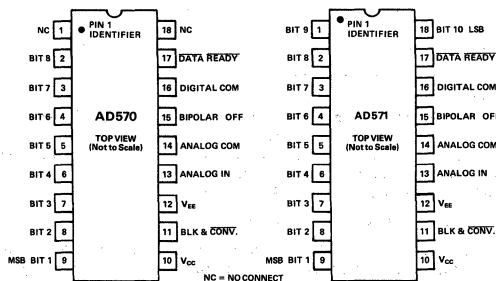 PIN 1
IDENTIFIER
NC 1
BIT 8 2
BIT 7 3
BIT 6 4
BIT 5 5
BIT 4 6
BIT 3 7
BIT 2 8
MSB BIT 1 9
AD570
TOP VIEW
(Not to Scale)
18 NC
17 DATA READY
16 DIGITAL COM
15 BIPOLAR OFF
14 ANALOG COM
13 ANALOG IN
12 VEE
11 BLK & CONV.
10 VCC
PIN 1
IDENTIFIER
BIT 9 1
BIT 8 2
BIT 7 3
BIT 6 4
BIT 5 5
BIT 4 6
BIT 3 7
BIT 2 8
MSB BIT 1 9
AD571
TOP VIEW
(Not to Scale)
18 BIT 10 LSB
17 DATA READY
16 DIGITAL COM
15 BIPOLAR OF
14 ANALOG COM
13 ANALOG IN
12 VEE
11 BLK & CONV.
10 VCC
NC = NO CONNECT